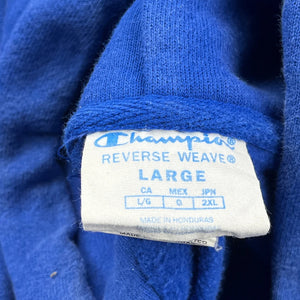 Champion
REVERSE WEAVE®
LARGE
CA MEX JPN
L/G G 2XL
MADE IN HONDURAS